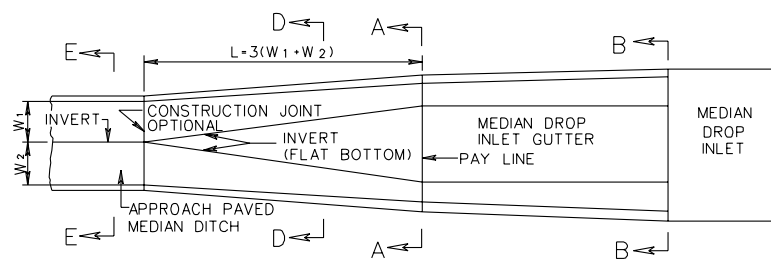 D
A
E
B
L=3(W1+W2)
CONSTRUCTION JOINT
OPTIONAL
W1
INVERT
INVERT
(FLAT BOTTOM)
MEDIAN DROP
INLET GUTTER
MEDIAN
DROP
INLET
PAY LINE
W2
APPROACH PAVED
MEDIAN DITCH
E
D
A
B